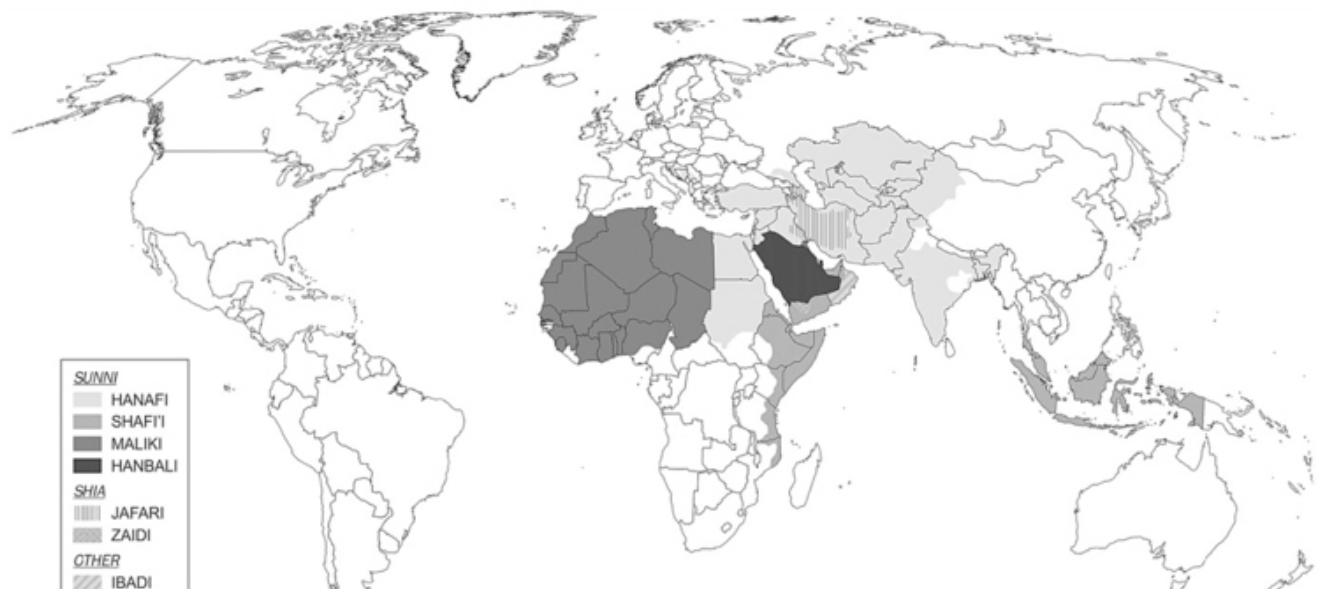 SUNNI
HANAFI
SHAFI'I
MALIKI
HANBALI
SHIA
JAFARI
ZAIDI
OTHER
IBADI